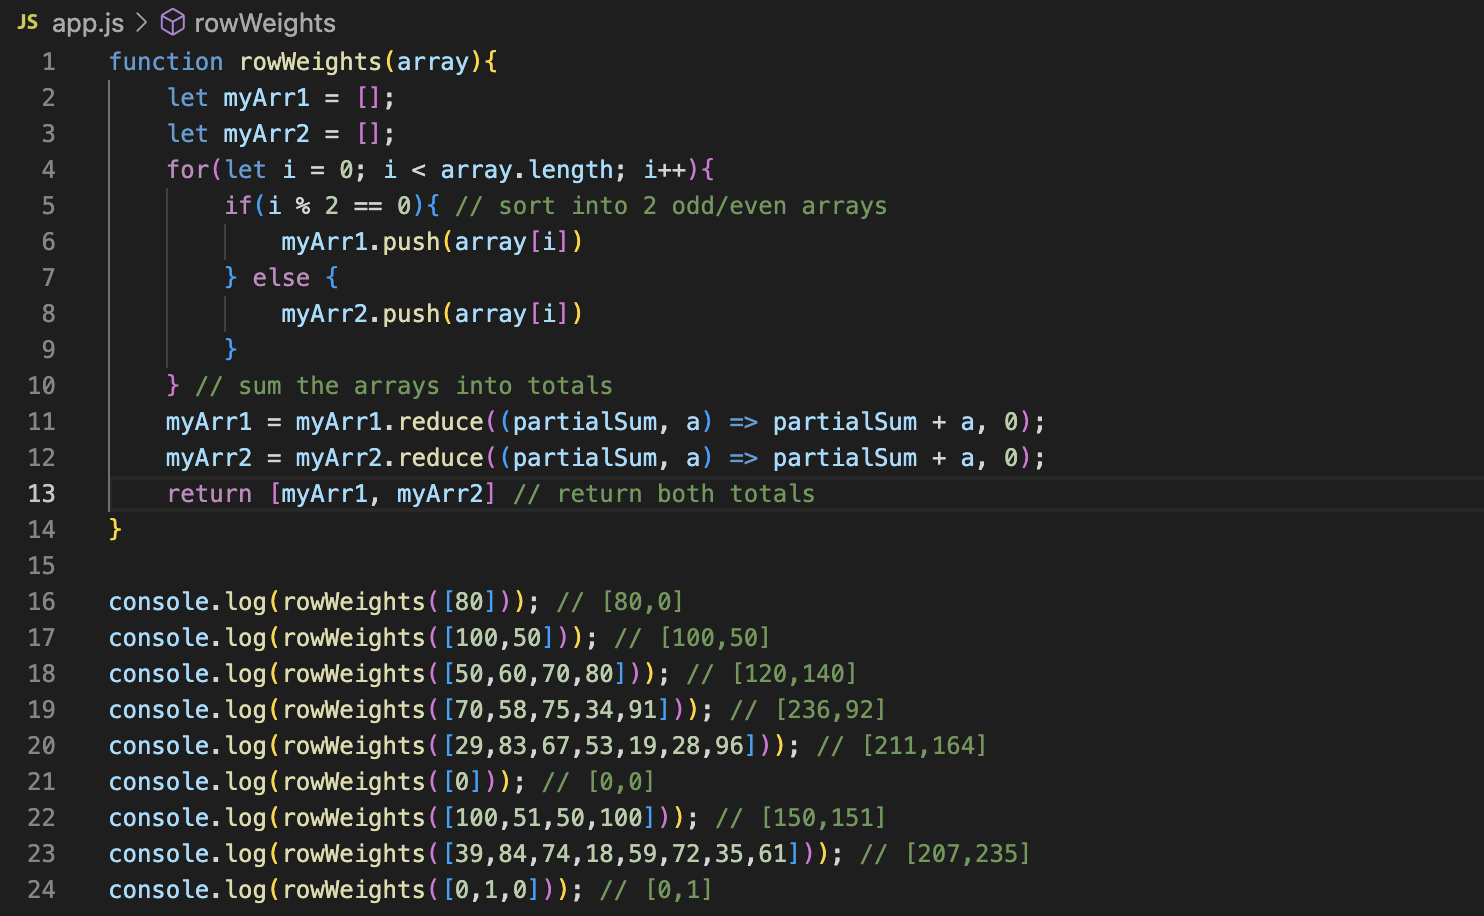 JS app.js > rowWeights
1 function rowWeights(array){
2     let myArr1 = [];
3     let myArr2 = [];
4     for(let i = 0; i < array.length; i++){
5         if(i % 2 == 0){ // sort into 2 odd/even arrays
6             myArr1.push(array[i])
7         } else {
8             myArr2.push(array[i])
9         }
10     } // sum the arrays into totals
11     myArr1 = myArr1.reduce((partialSum, a) => partialSum + a, 0);
12     myArr2 = myArr2.reduce((partialSum, a) => partialSum + a, 0);
13     return [myArr1, myArr2] // return both totals
14 }
15
16 console.log(rowWeights([80])); // [80,0]
17 console.log(rowWeights([100,50])); // [100,50]
18 console.log(rowWeights([50,60,70,80])); // [120,140]
19 console.log(rowWeights([70,58,75,34,91])); // [236,92]
20 console.log(rowWeights([29,83,67,53,19,28,96])); // [211,164]
21 console.log(rowWeights([0])); // [0,0]
22 console.log(rowWeights([100,51,50,100])); // [150,151]
23 console.log(rowWeights([39,84,74,18,59,72,35,61])); // [207,235]
24 console.log(rowWeights([0,1,0])); // [0,1]